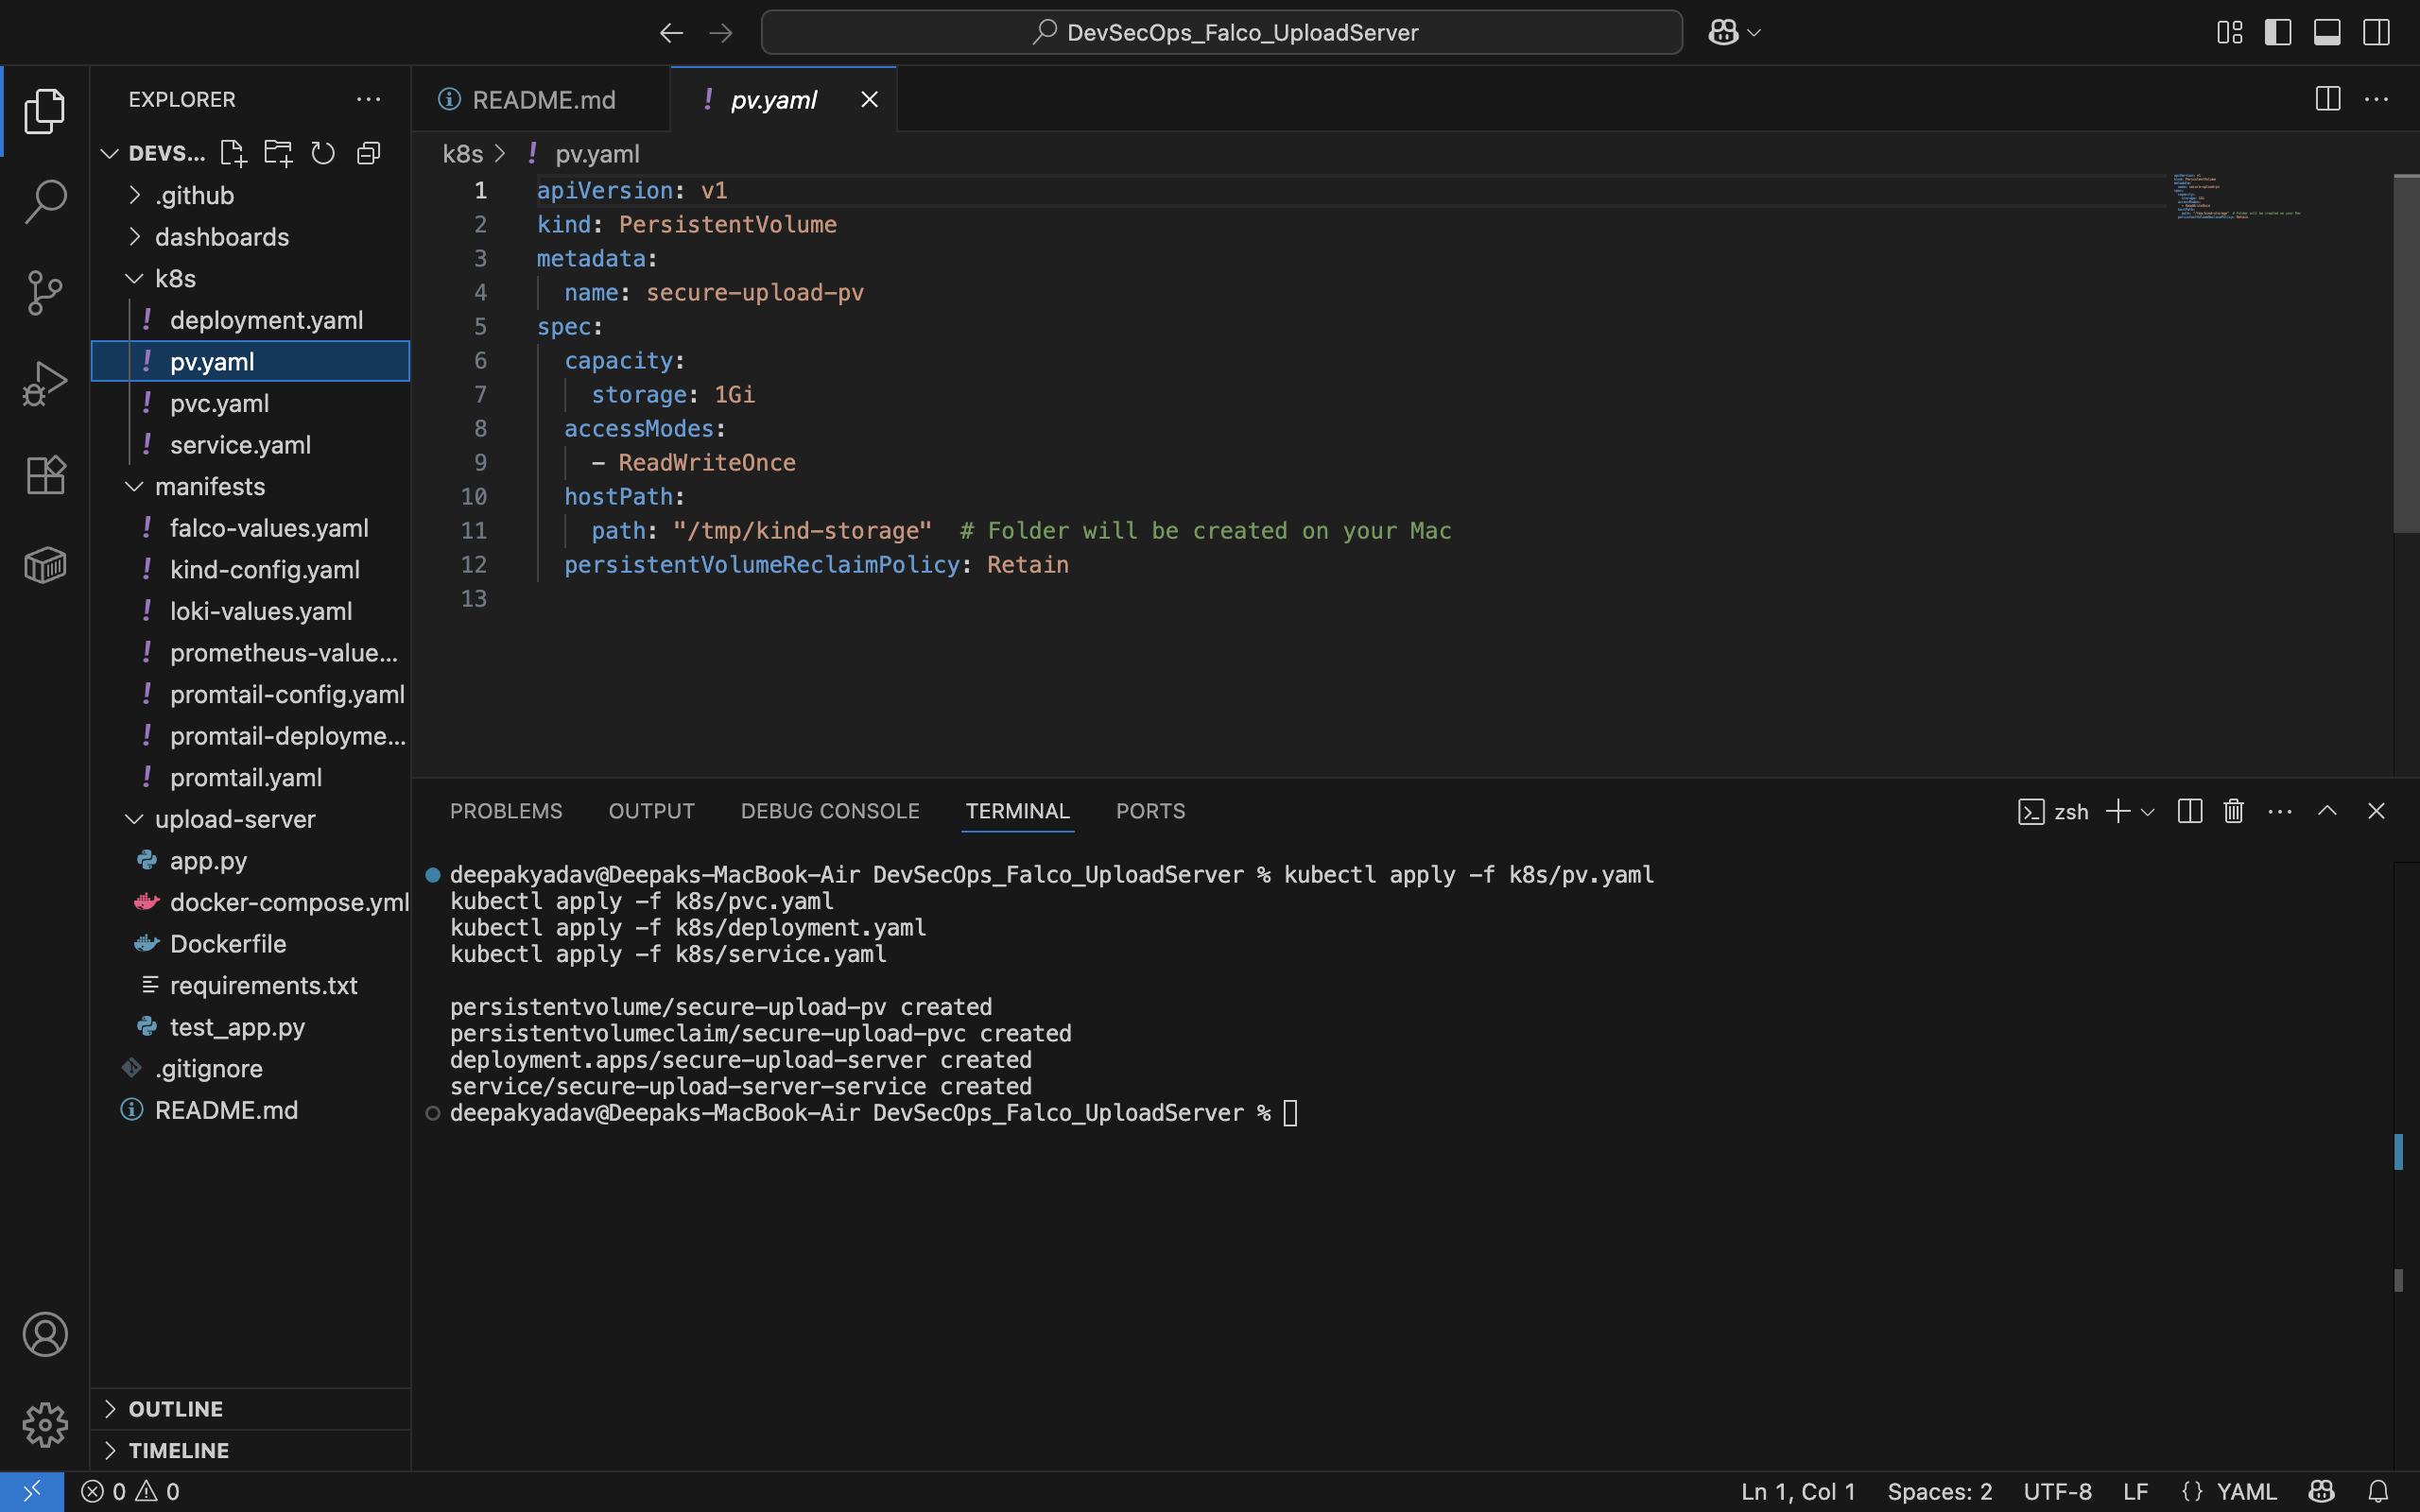 DevSecOps_Falco_UploadServer
EXPLORER
DEVS...
.github
dashboards
k8s
deployment.yaml
pv.yaml
pvc.yaml
service.yaml
manifests
falco-values.yaml
kind-config.yaml
loki-values.yaml
prometheus-value...
promtail-config.yaml
promtail-deployme...
promtail.yaml
upload-server
app.py
docker-compose.yml
Dockerfile
requirements.txt
test_app.py
.gitignore
README.md
OUTLINE
TIMELINE
README.md
pv.yaml
k8s > ! pv.yaml
1 apiVersion: v1
2 kind: PersistentVolume
3 metadata:
4 name: secure-upload-pv
5 spec:
6 capacity:
7 storage: 1Gi
8 accessModes:
9 - ReadWriteOnce
10 hostPath:
11 path: "/tmp/kind-storage" # Folder will be created on your Mac
12 persistentVolumeReclaimPolicy: Retain
13
PROBLEMS OUTPUT DEBUG CONSOLE TERMINAL PORTS
zsh
deepakyadav@Deepaks-MacBook-Air DevSecOps_Falco_UploadServer % kubectl apply -f k8s/pv.yaml
kubectl apply -f k8s/pvc.yaml
kubectl apply -f k8s/deployment.yaml
kubectl apply -f k8s/service.yaml
persistentvolume/secure-upload-pv created
persistentvolumeclaim/secure-upload-pvc created
deployment.apps/secure-upload-server created
service/secure-upload-server-service created
deepakyadav@Deepaks-MacBook-Air DevSecOps_Falco_UploadServer %
0 0
Ln 1, Col 1 Spaces: 2 UTF-8 LF {} YAML